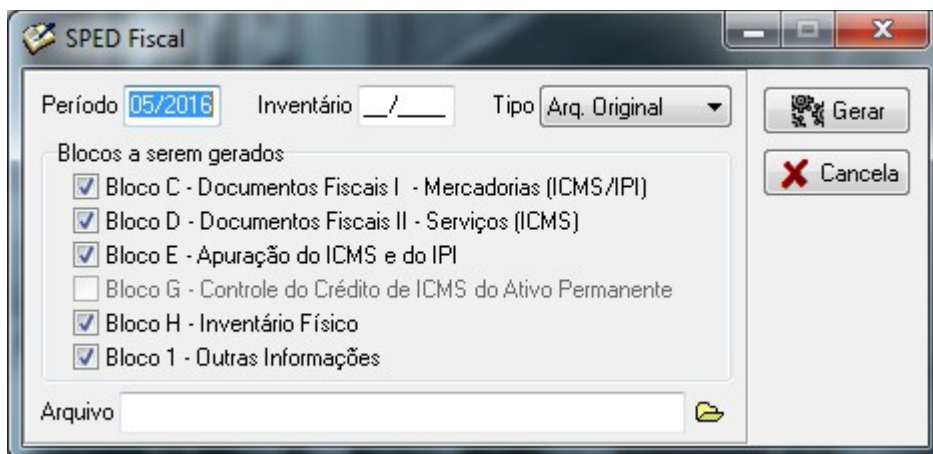 SPED Fiscal
Período 05/2016 Inventário __/____ Tipo Arq. Original Gerar
Blocos a serem gerados
Cancela
Bloco C - Documentos Fiscais I - Mercadorias (ICMS/IPI)
Bloco D - Documentos Fiscais II - Serviços (ICMS)
Bloco E - Apuração do ICMS e do IPI
Bloco G - Controle do Crédito de ICMS do Ativo Permanente
Bloco H - Inventário Físico
Bloco 1 - Outras Informações
Arquivo